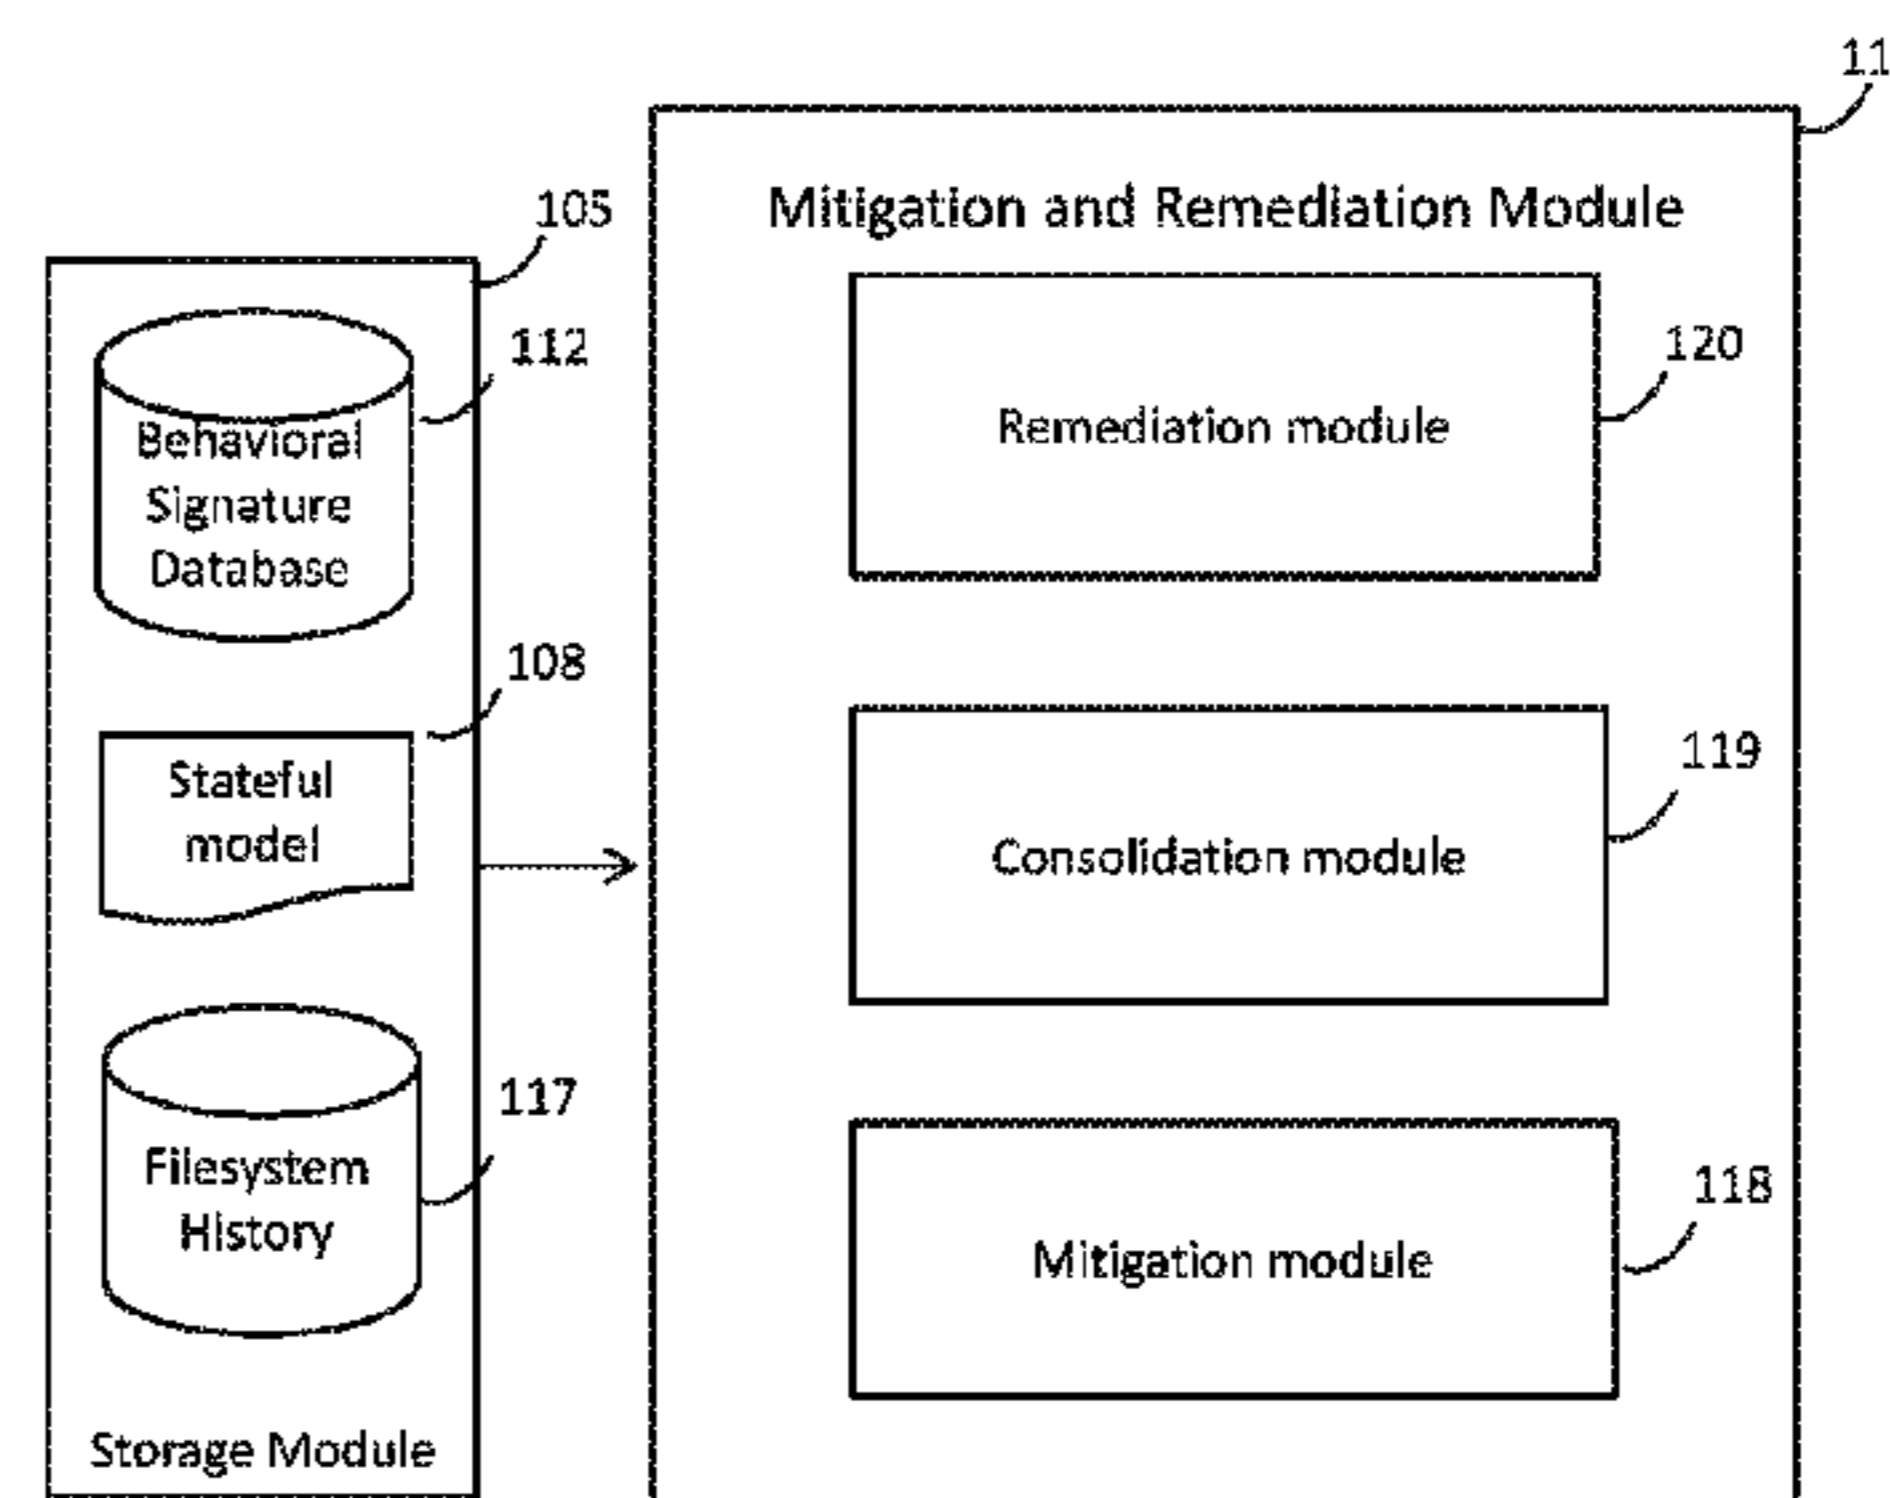 11
Mitigation and Remediation Module
105
112
Behavioral
Signature
Database
120
Remediation module
108
Stateful
model
119
Consolidation module
117
Filesystem
History
118
Mitigation module
Storage Module